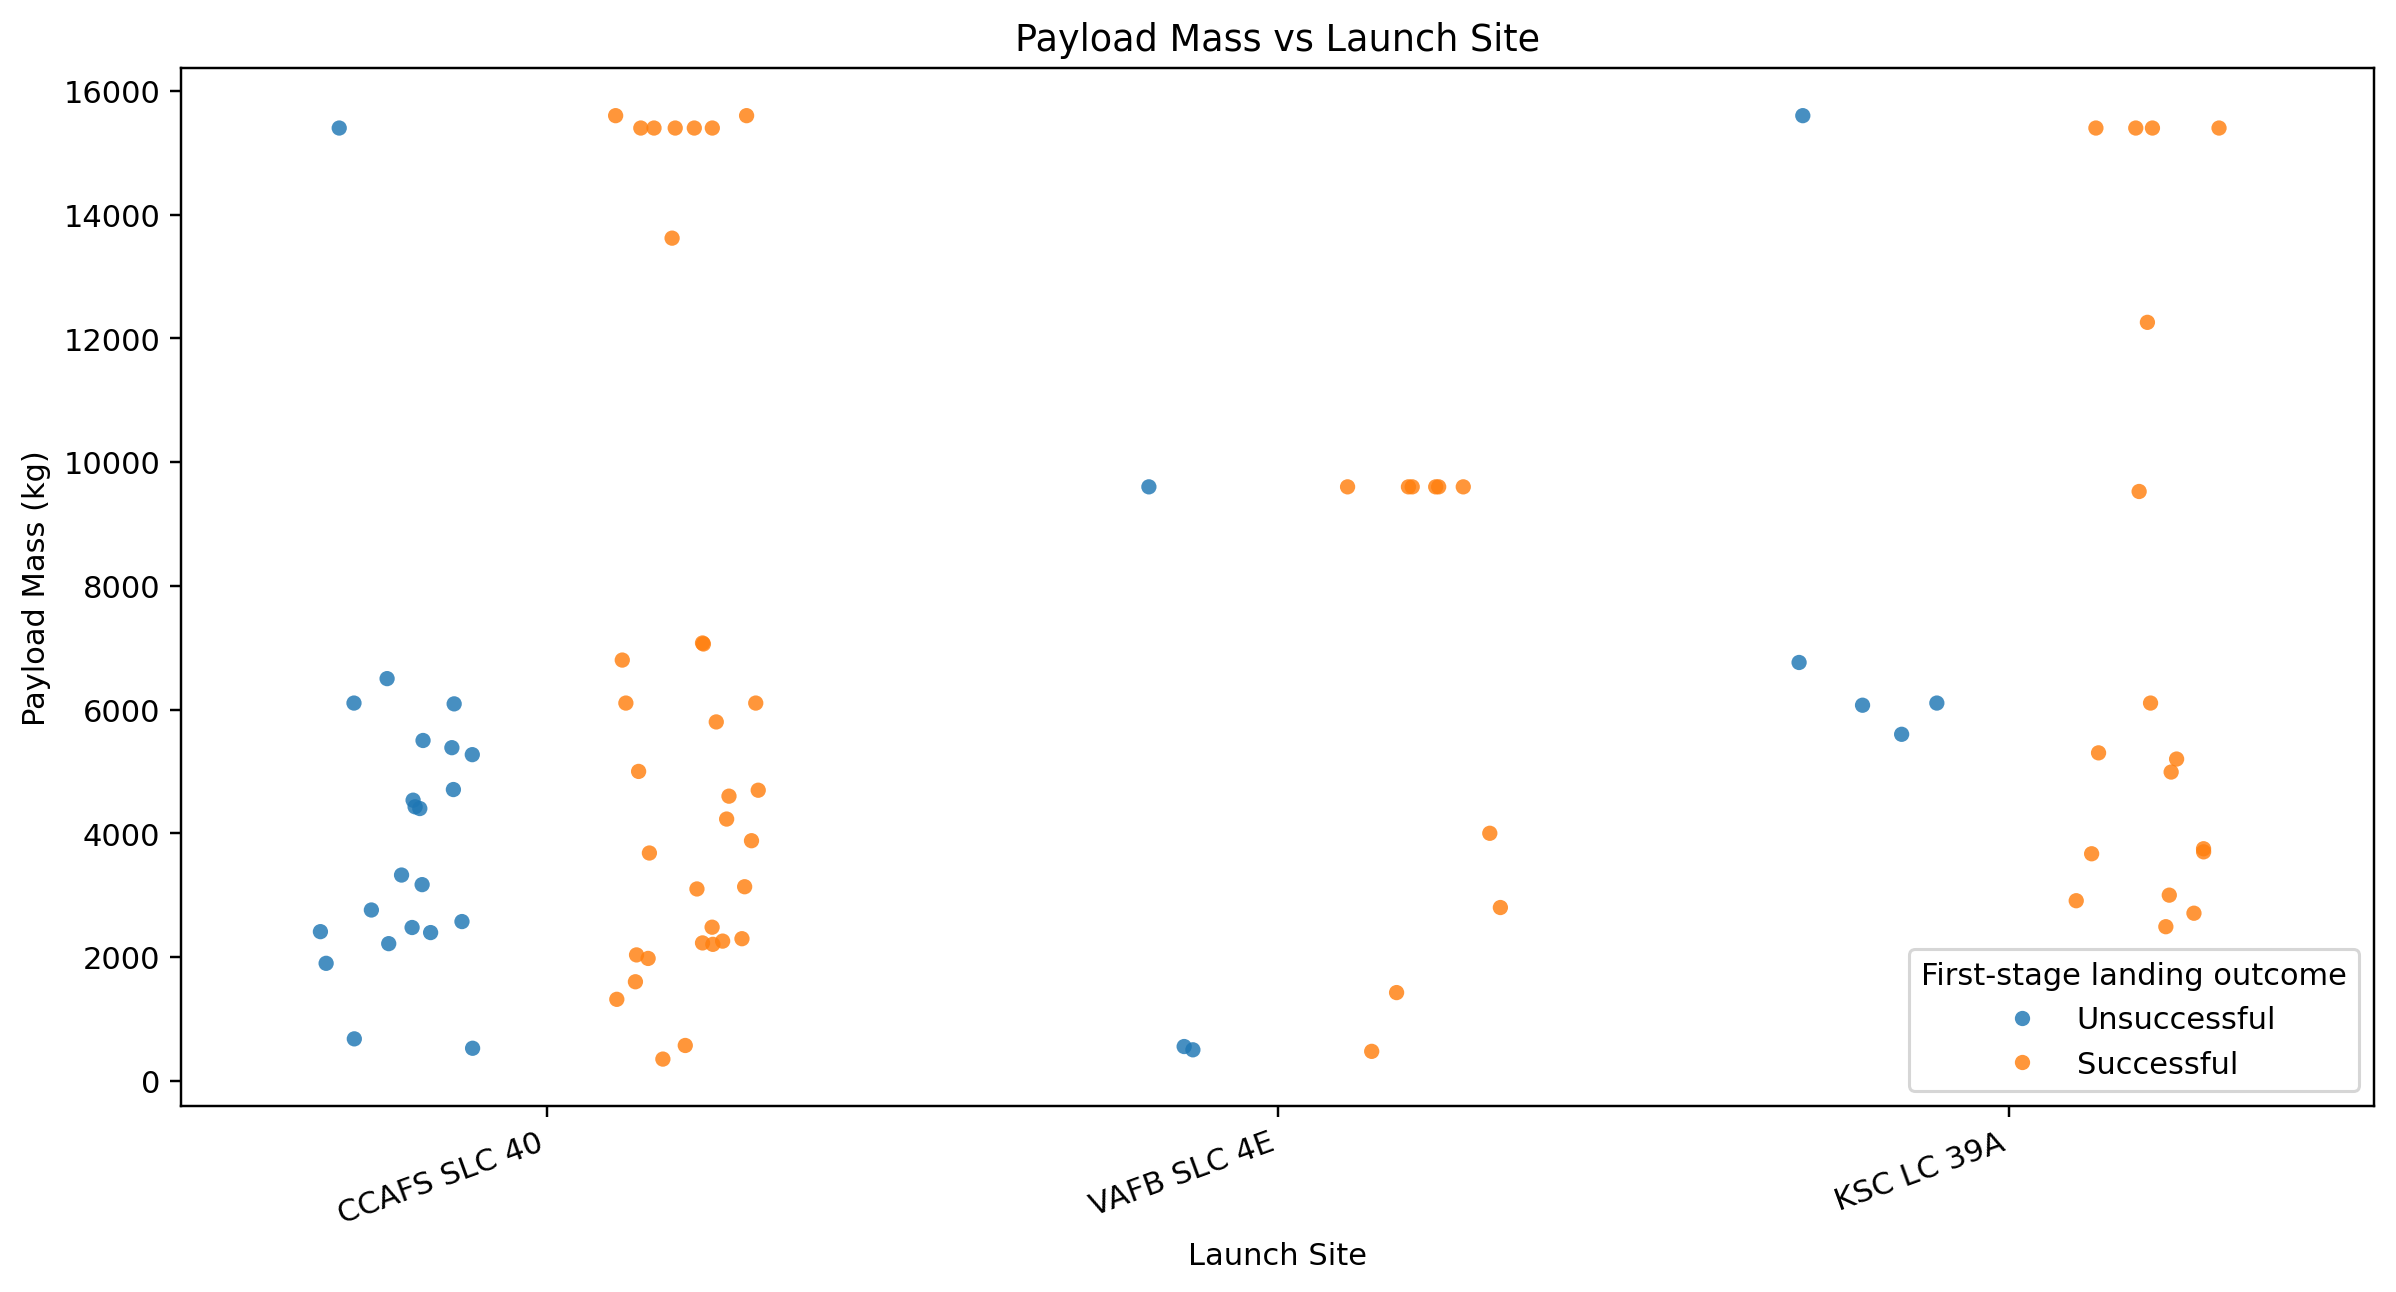 Payload Mass vs Launch Site
Payload Mass (kg)
16000
14000
12000
10000
8000
6000
4000
2000
0
First-stage landing outcome
Unsuccessful
Successful
CCAFS SLC 40
VAFB SLC 4E
KSC LC 39A
Launch Site